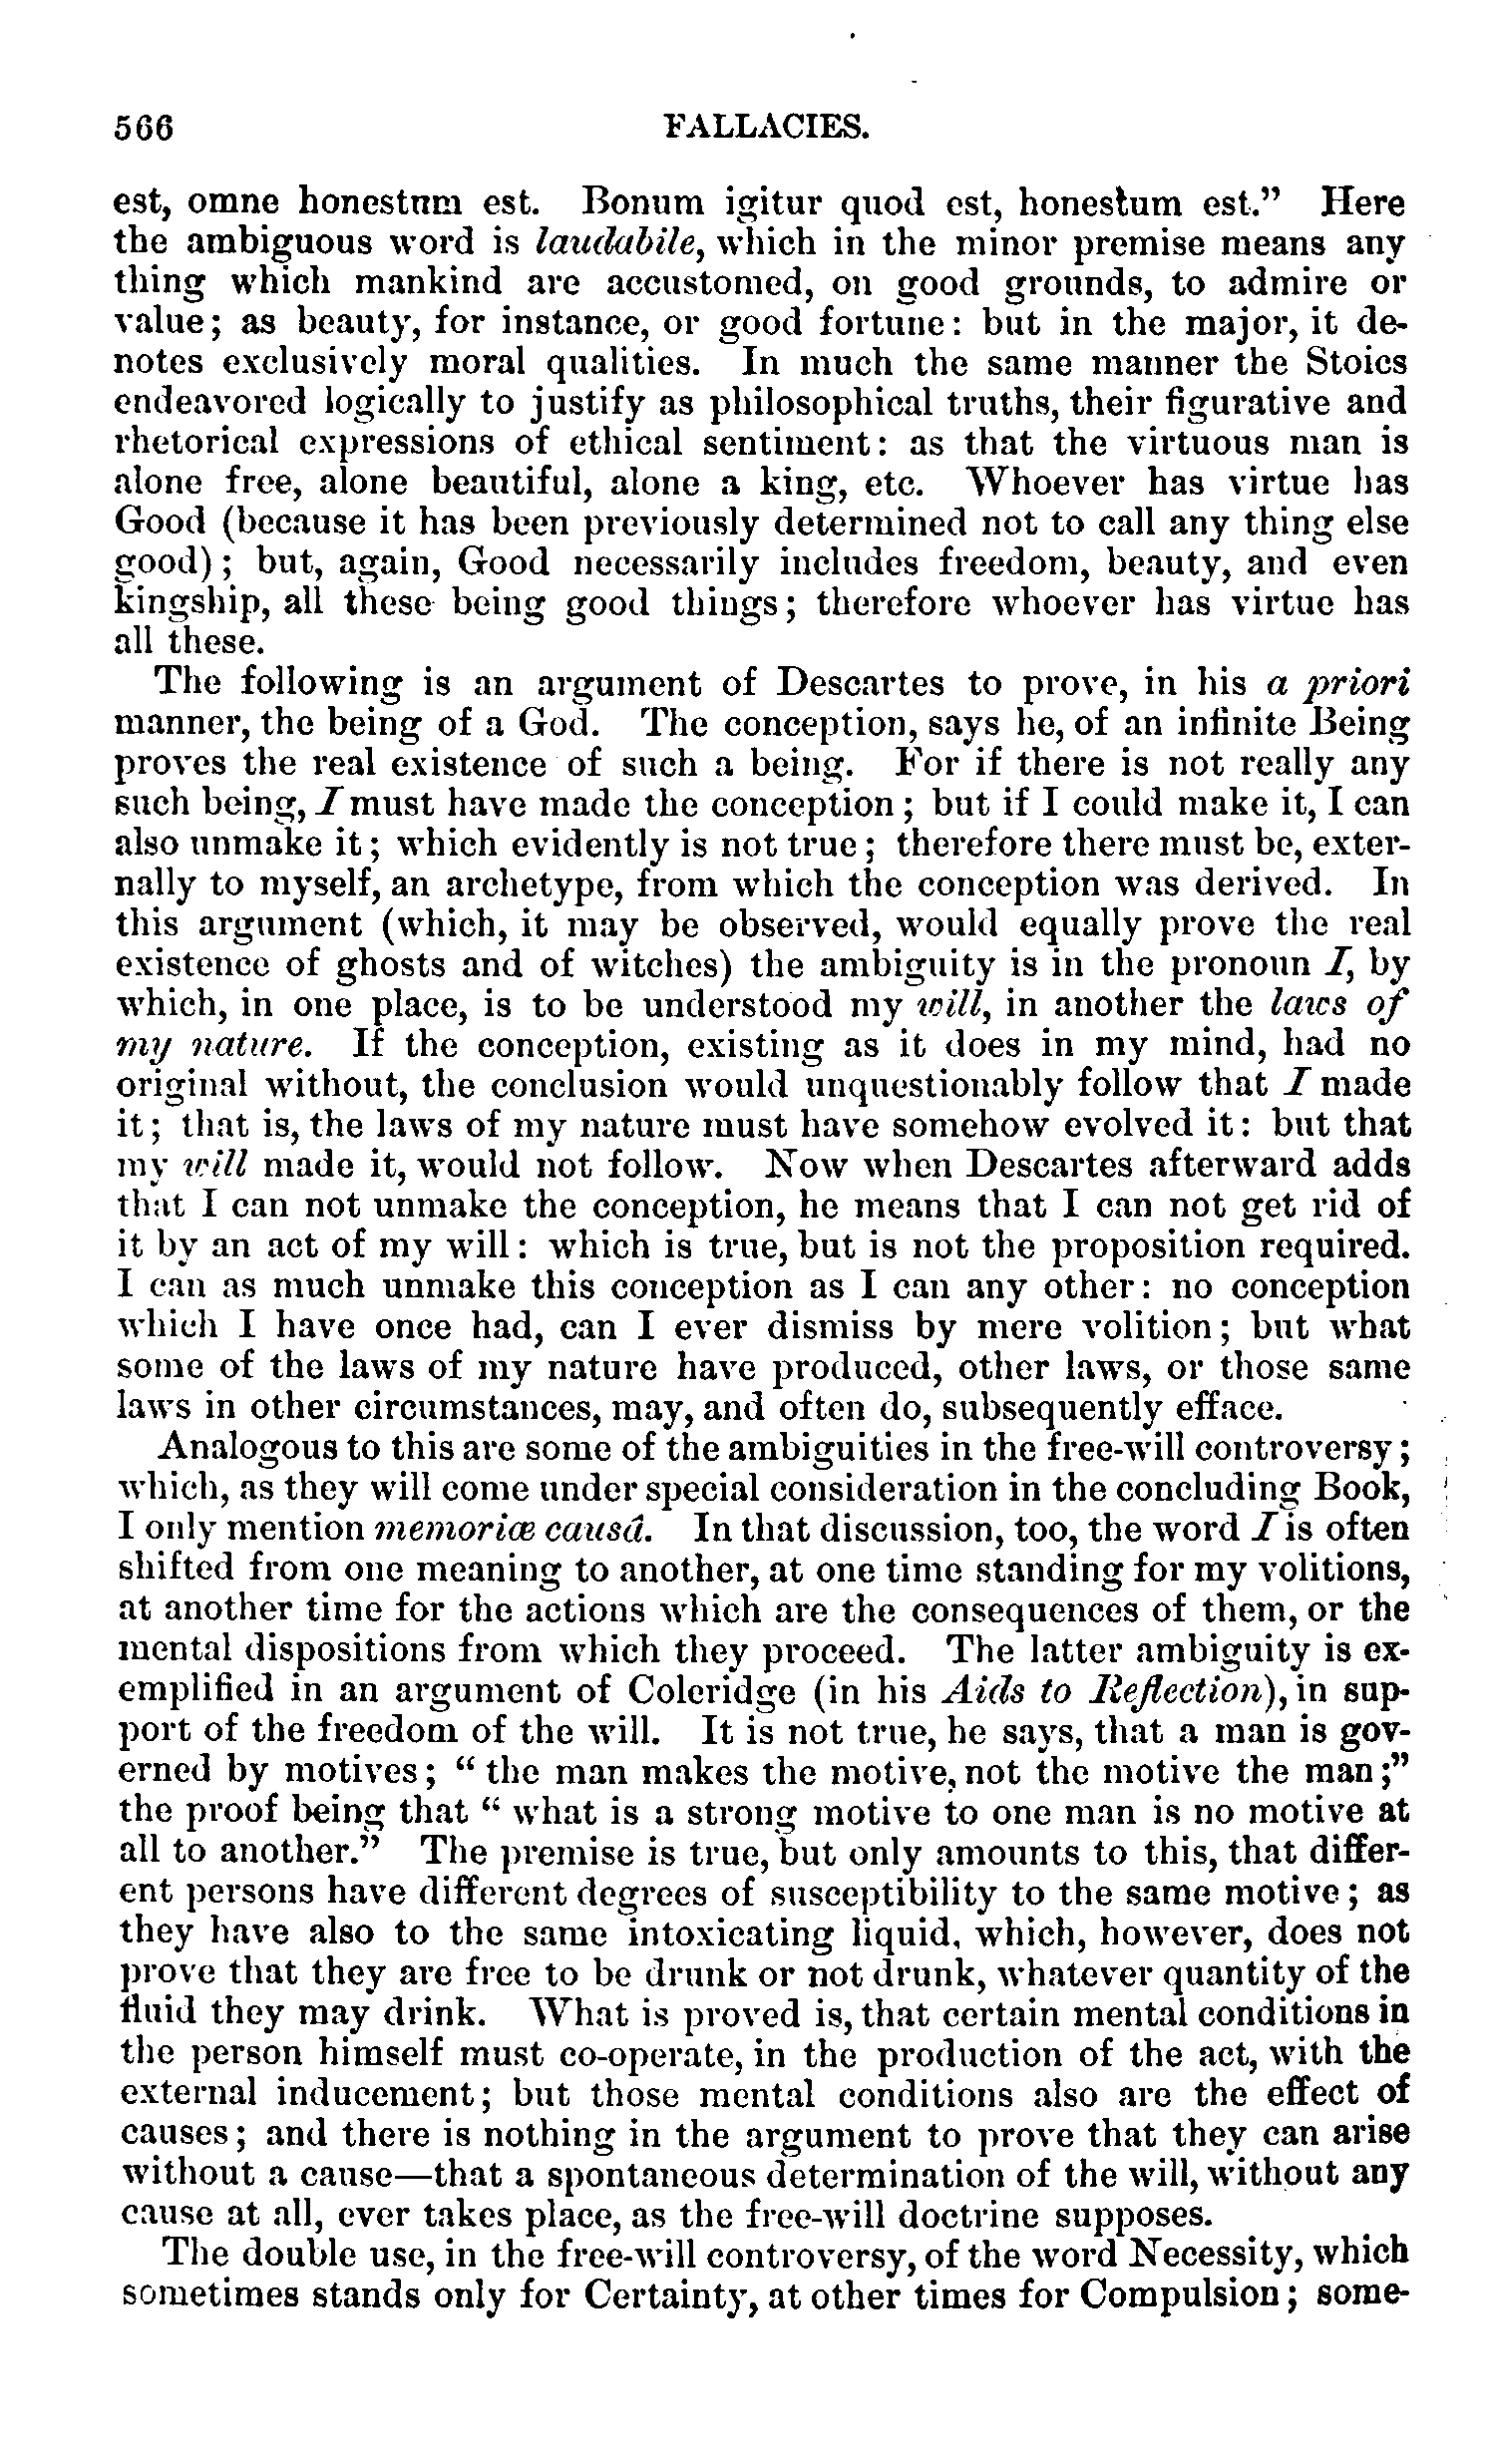 566 FALLACIES.
est, omne honestum est. Bonum igitur quod est, honestum est.” Here
the ambiguous word is laudabile, which in the minor premise means any
thing which mankind are accustomed, on good grounds, to admire or
value; as beauty, for instance, or good fortune: but in the major, it de-
notes exclusively moral qualities. In much the same manner the Stoics
endeavored logically to justify as philosophical truths, their figurative and
rhetorical expressions of ethical sentiment: as that the virtuous man is
alone free, alone beautiful, alone a king, etc. Whoever has virtue has
Good (because it has been previously determined not to call any thing else
good); but, again, Good necessarily includes freedom, beauty, and even
kingship, all these being good things; therefore whoever has virtue has
all these.
The following is an argument of Descartes to prove, in his a priori
manner, the being of a God. The conception, says he, of an infinite Being
proves the real existence of such a being. For if there is not really any
such being, I must have made the conception; but if I could make it, I can
also unmake it; which evidently is not true; therefore there must be, exter-
nally to myself, an archetype, from which the conception was derived. In
this argument (which, it may be observed, would equally prove the real
existence of ghosts and of witches) the ambiguity is in the pronoun I, by
which, in one place, is to be understood my will, in another the laws of
my nature. If the conception, existing as it does in my mind, had no
original without, the conclusion would unquestionably follow that I made
it; that is, the laws of my nature must have somehow evolved it: but that
my will made it, would not follow. Now when Descartes afterward adds
that I can not unmake the conception, he means that I can not get rid of
it by an act of my will: which is true, but is not the proposition required.
I can as much unmake this conception as I can any other: no conception
which I have once had, can I ever dismiss by mere volition; but what
some of the laws of my nature have produced, other laws, or those same
laws in other circumstances, may, and often do, subsequently efface.
Analogous to this are some of the ambiguities in the free-will controversy;
which, as they will come under special consideration in the concluding Book,
I only mention memoriæ causâ. In that discussion, too, the word I is often
shifted from one meaning to another, at one time standing for my volitions,
at another time for the actions which are the consequences of them, or the
mental dispositions from which they proceed. The latter ambiguity is ex-
emplified in an argument of Coleridge (in his Aids to Reflection), in sup-
port of the freedom of the will. It is not true, he says, that a man is gov-
erned by motives; “the man makes the motive, not the motive the man;”
the proof being that “what is a strong motive to one man is no motive at
all to another.” The premise is true, but only amounts to this, that differ-
ent persons have different degrees of susceptibility to the same motive; as
they have also to the same intoxicating liquid, which, however, does not
prove that they are free to be drunk or not drunk, whatever quantity of the
fluid they may drink. What is proved is, that certain mental conditions in
the person himself must co-operate, in the production of the act, with the
external inducement; but those mental conditions also are the effect of
causes; and there is nothing in the argument to prove that they can arise
without a cause—that a spontaneous determination of the will, without any
cause at all, ever takes place, as the free-will doctrine supposes.
The double use, in the free-will controversy, of the word Necessity, which
sometimes stands only for Certainty, at other times for Compulsion; some-